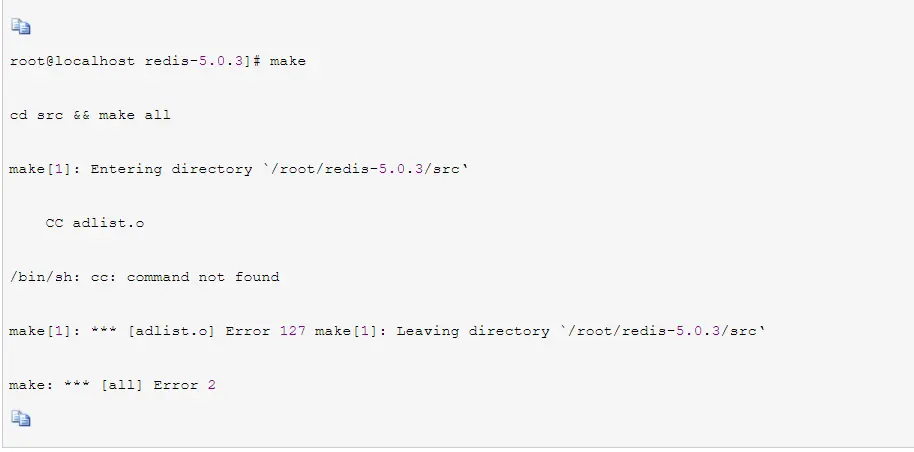 root@localhost redis-5.0.3]# make
cd src && make all
make[1]: Entering directory `/root/redis-5.0.3/src‘
CC adlist.o
/bin/sh: cc: command not found
make[1]: *** [adlist.o] Error 127 make[1]: Leaving directory `/root/redis-5.0.3/src‘
make: *** [all] Error 2